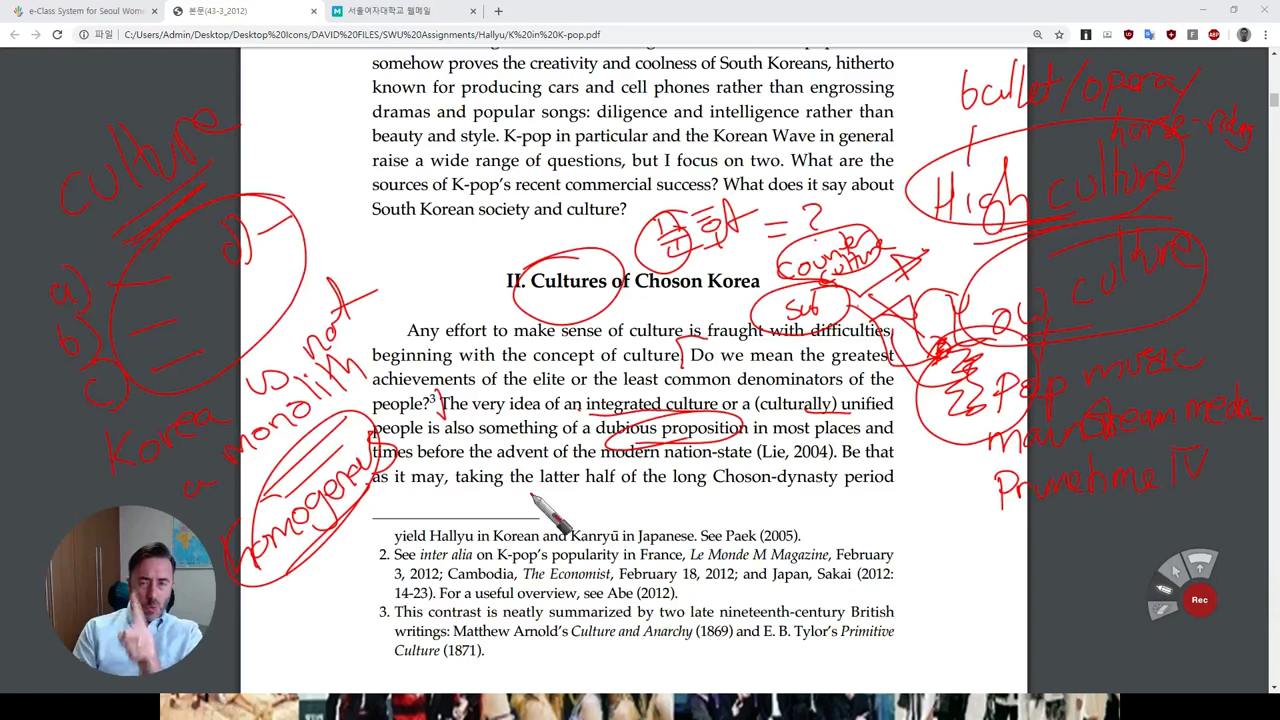 e-Class System for Seoul Wome
본문(43-3_2012)
서울여자대학교 웹메일
파일
C:/Users/Admin/Desktop/Desktop%20Icons/DAVID%20FILES/SWU%20Assignments/Hallyu/K%20in%20K-pop.pdf
somehow proves the creativity and coolness of South Koreans, hitherto
known for producing cars and cell phones rather than engrossing
dramas and popular songs: diligence and intelligence rather than
beauty and style. K-pop in particular and the Korean Wave in general
raise a wide range of questions, but I focus on two. What are the
sources of K-pop's recent commercial success? What does it say about
South Korean society and culture?
II. Cultures of Choson Korea
Any effort to make sense of culture is fraught with difficulties,
beginning with the concept of culture. Do we mean the greatest
achievements of the elite or the least common denominators of the
people?3 The very idea of an integrated culture or a (culturally) unified
people is also something of a dubious proposition in most places and
times before the advent of the modern nation-state (Lie, 2004). Be that
as it may, taking the latter half of the long Choson-dynasty period
yield Hallyu in Korean and Kanryū in Japanese. See Paek (2005).
2. See inter alia on K-pop's popularity in France, Le Monde M Magazine, February
3, 2012; Cambodia, The Economist, February 18, 2012; and Japan, Sakai (2012:
14-23). For a useful overview, see Abe (2012).
3. This contrast is neatly summarized by two late nineteenth-century British
writings: Matthew Arnold's Culture and Anarchy (1869) and E. B. Tylor's Primitive
Culture (1871).
culture
a)
b)
c)
d)
Korea is not
a monolith
homogeneous
= ?
counter
culture
sub
ballet/opera/
horse-riding
High culture
Low culture
Pop music
mainstream media
Primetime TV
Rec